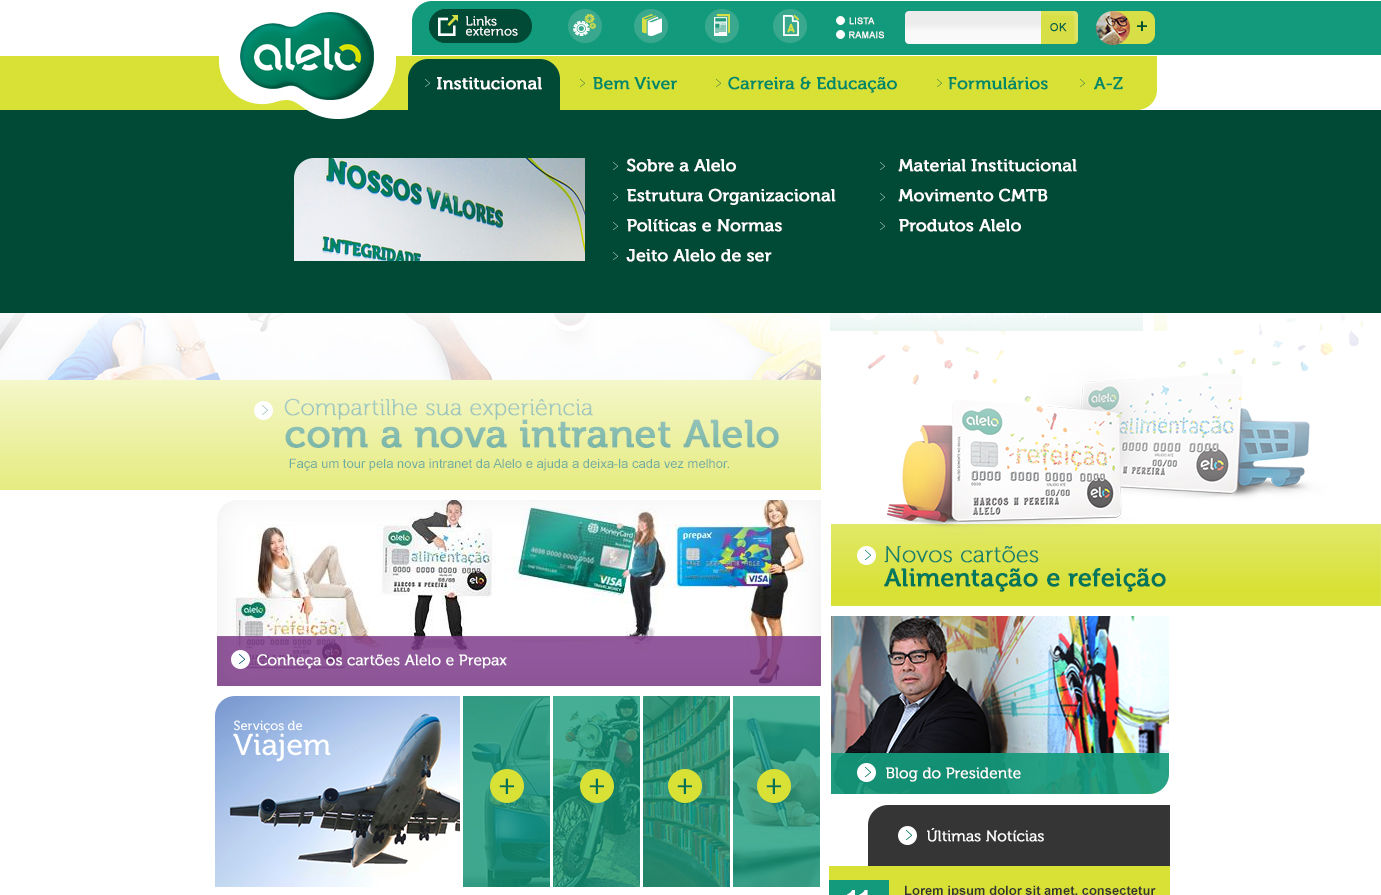 alelo
Links
externos
LISTA
RAMAIS
OK
+
Institucional
Bem Viver
Carreira & Educação
Formulários
A-Z
NOSSOS VALORES
INTEGRIDADE
Sobre a Alelo
Estrutura Organizacional
Políticas e Normas
Jeito Alelo de ser
Material Institucional
Movimento CMTB
Produtos Alelo
Compartilhe sua experiência
com a nova intranet Alelo
Faça um tour pela nova intranet da Alelo e ajuda a deixa-la cada vez melhor.
alelo
alimentação
0000 0000 0000
00/00
PEREIRA
elo
alelo
refeição
0000 0000 0000 0000
0000
00/00
MARCOS H PEREIRA
ALELO
elo
Novos cartões
Alimentação e refeição
alelo
refeição
alelo
alimentação
0000 0000 0000 0000
00/00
MARCOS H PEREIRA
ALELO
elo
MoneyCard
VISA
prepax
VISA
Conheça os cartões Alelo e Prepax
Blog do Presidente
Serviços de
Viajem
+
+
+
+
Últimas Notícias
11
Lorem ipsum dolor sit amet, consectetur